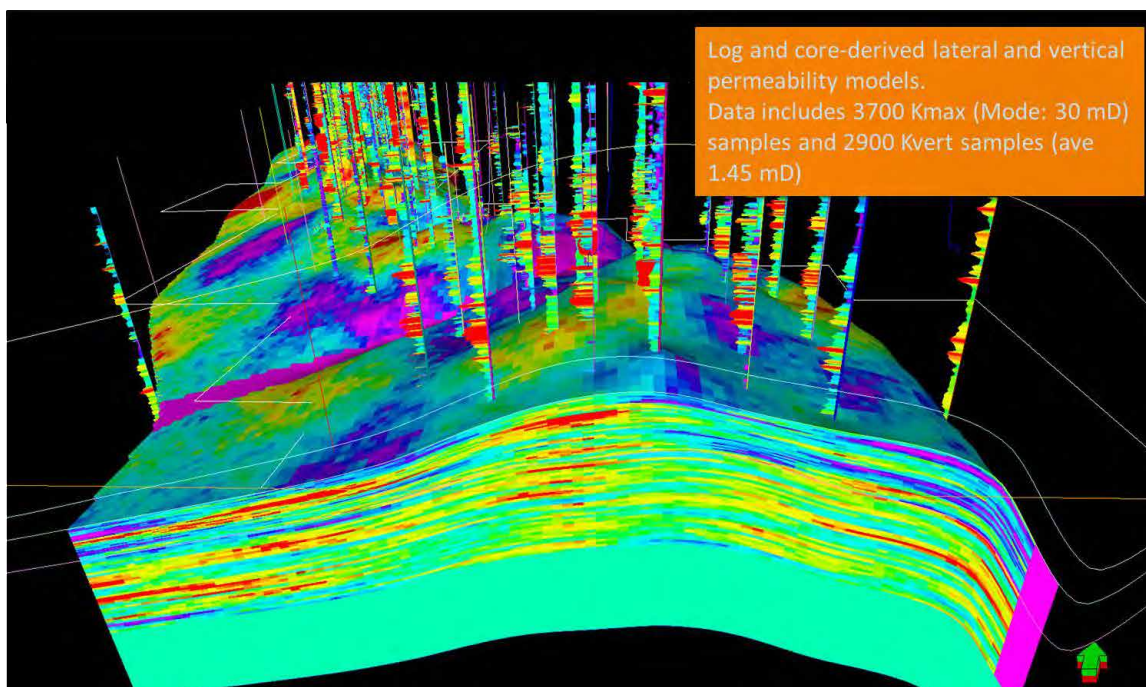 Log and core-derived lateral and vertical
permeability models.
Data includes 3700 Kmax (Mode: 30 mD)
samples and 2900 Kvert samples (ave
1.45 mD)